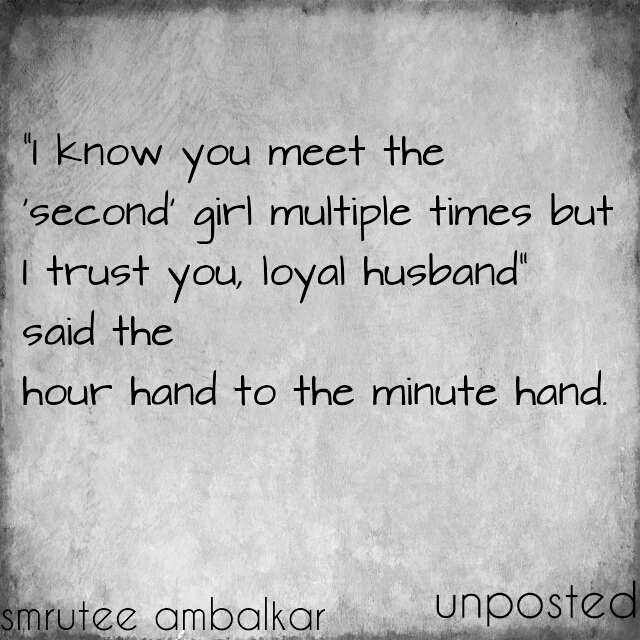 "I know you meet the
'second' girl multiple times but
I trust you, loyal husband"
said the
hour hand to the minute hand.
smrutee ambalkar
unposted